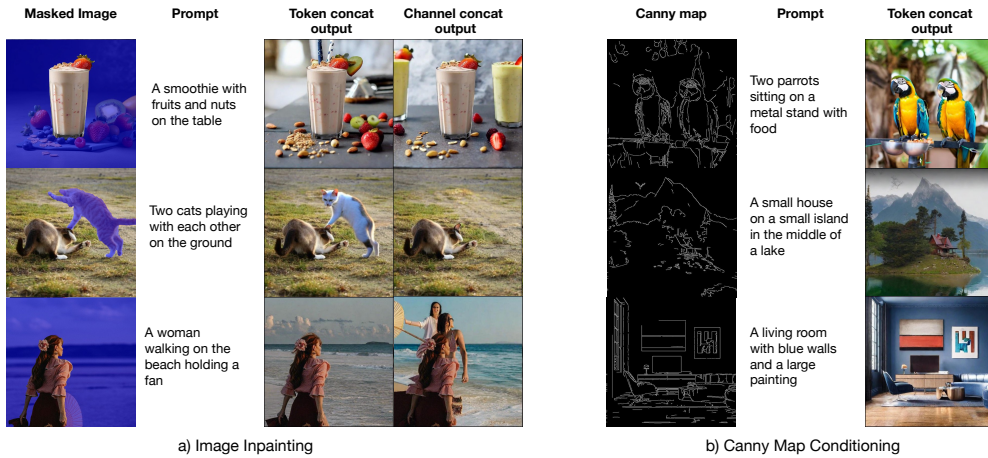 Masked Image
Prompt
Token concat
output
Channel concat
output
A smoothie with
fruits and nuts
on the table
Two cats playing
with each other
on the ground
A woman
walking on the
beach holding a
fan
a) Image Inpainting
Canny map
Prompt
Token concat
output
Two parrots
sitting on a
metal stand with
food
A small house
on a small island
in the middle of
a lake
A living room
with blue walls
and a large
painting
b) Canny Map Conditioning